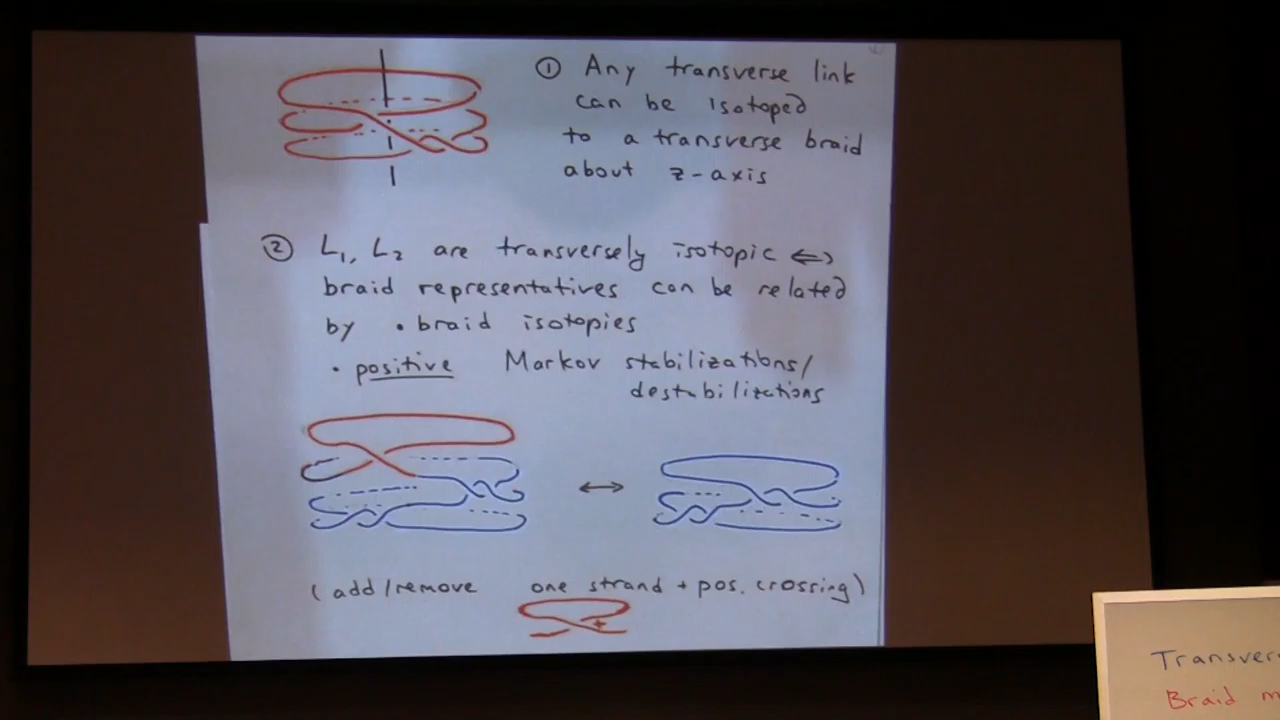 ① Any transverse link
can be isotoped
to a transverse braid
about z-axis
② L₁, L₂ are transversely isotopic ⇔
braid representatives can be related
by • braid isotopies
• positive Markov stabilizations/
destabilizations
↔
(add/remove one strand + pos. crossing)
+
Transver
Braid m